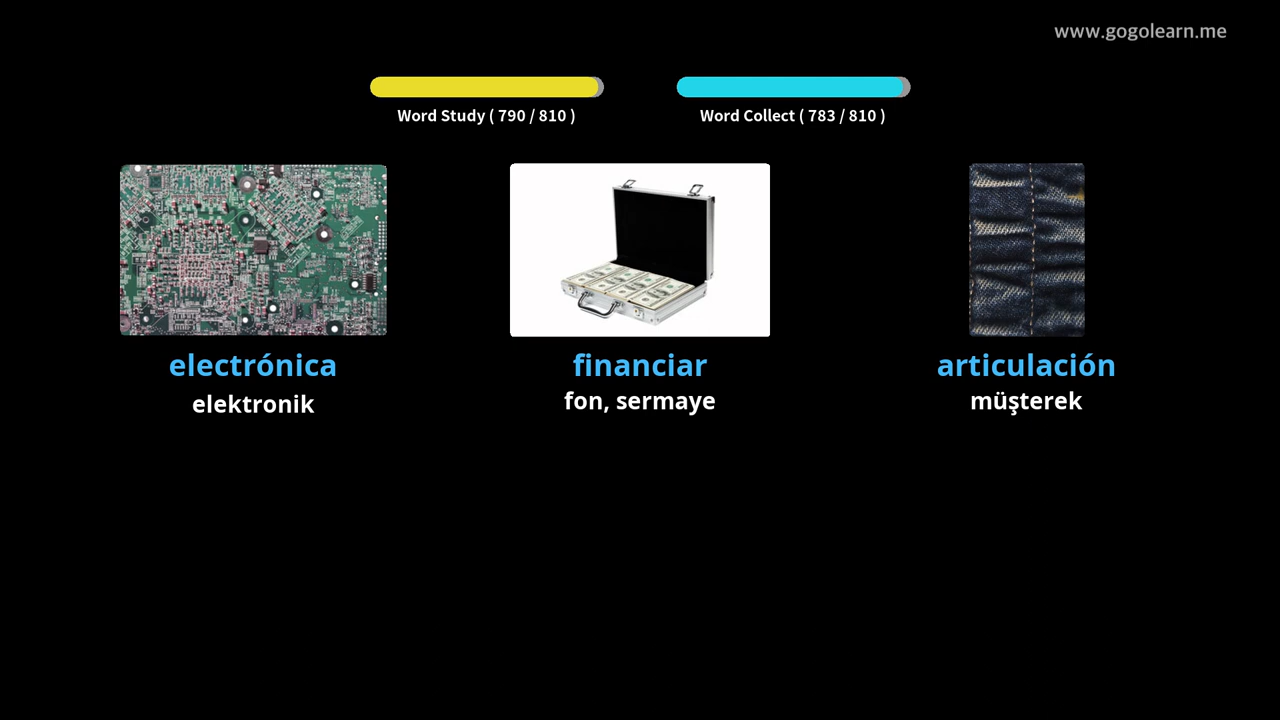 www.gogolearn.me
Word Study ( 790 / 810 )
Word Collect ( 783 / 810 )
electrónica
elektronik
financiar
fon, sermaye
articulación
müşterek